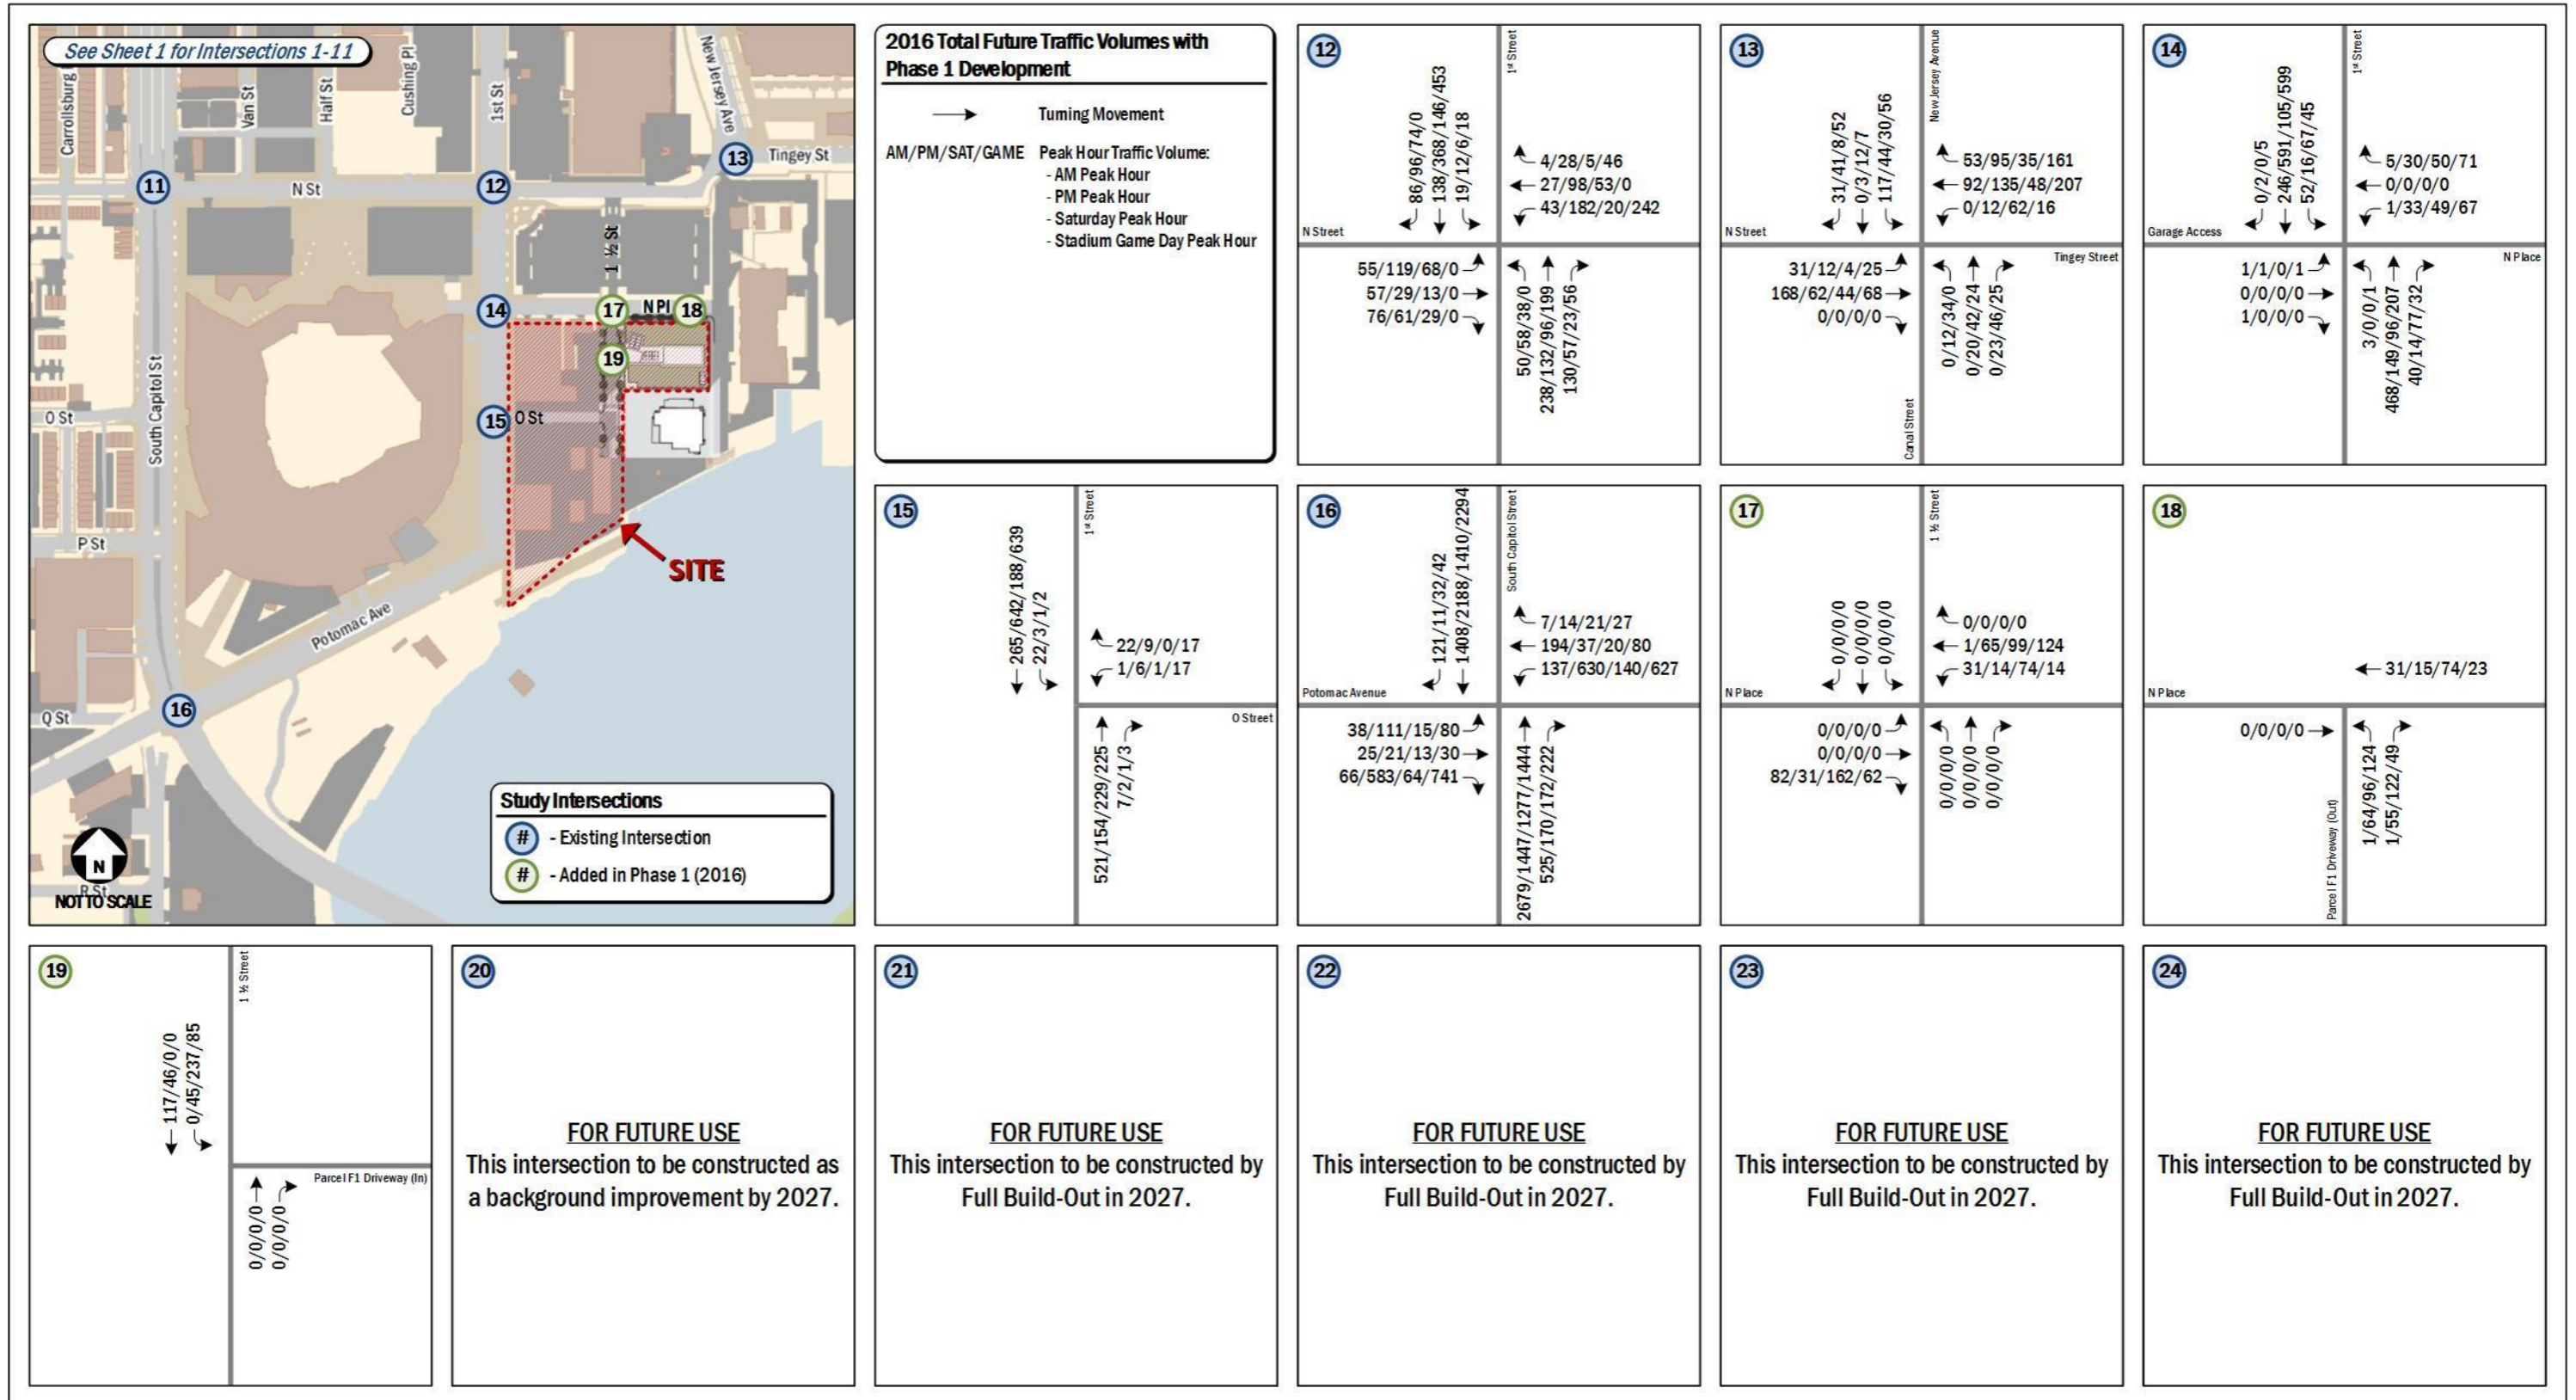 See Sheet 1 for Intersections 1-11
Carrollsburg
Van St
Half St
Cushing Pl
1st St
New Jersey Ave
13
Tingey St
11
N St
12
1 ½ St
14
17
N Pl
18
19
South Capitol St
O St
15
O St
P St
SITE
Potomac Ave
Q St
16
N
R St
NOT TO SCALE
Study Intersections
# - Existing Intersection
# - Added in Phase 1 (2016)
2016 Total Future Traffic Volumes with
Phase 1 Development
Turning Movement
AM/PM/SAT/GAME Peak Hour Traffic Volume:
- AM Peak Hour
- PM Peak Hour
- Saturday Peak Hour
- Stadium Game Day Peak Hour
12
1st Street
86/96/74/0
138/368/146/453
19/12/6/18
4/28/5/46
27/98/53/0
43/182/20/242
N Street
55/119/68/0
57/29/13/0
76/61/29/0
50/58/38/0
238/132/96/199
130/57/23/56
13
New Jersey Avenue
31/41/8/52
0/3/12/7
117/44/30/56
53/95/35/161
92/135/48/207
0/12/62/16
N Street
Tingey Street
31/12/4/25
168/62/44/68
0/0/0/0
0/12/34/0
0/20/42/24
0/23/46/25
Canal Street
14
1st Street
0/2/0/5
246/591/105/599
52/16/67/45
5/30/50/71
0/0/0/0
1/33/49/67
Garage Access
N Place
1/1/0/1
0/0/0/0
1/0/0/0
3/0/0/1
468/149/96/207
40/14/77/32
15
1st Street
265/642/188/639
22/3/1/2
22/9/0/17
1/6/1/17
O Street
521/154/229/225
7/2/1/3
16
South Capitol Street
121/11/32/42
1408/2188/1410/2294
7/14/21/27
194/37/20/80
137/630/140/627
Potomac Avenue
38/111/15/80
25/21/13/30
66/583/64/741
2679/1447/1277/1444
525/170/172/222
17
1 ½ Street
0/0/0/0
0/0/0/0
0/0/0/0
0/0/0/0
1/65/99/124
31/14/74/14
N Place
0/0/0/0
0/0/0/0
82/31/162/62
0/0/0/0
0/0/0/0
0/0/0/0
18
31/15/74/23
N Place
0/0/0/0
1/64/96/124
1/55/122/49
Parcel F1 Driveway (Out)
19
1 ½ Street
117/46/0/0
0/45/237/85
Parcel F1 Driveway (In)
0/0/0/0
0/0/0/0
20
FOR FUTURE USE
This intersection to be constructed as
a background improvement by 2027.
21
FOR FUTURE USE
This intersection to be constructed by
Full Build-Out in 2027.
22
FOR FUTURE USE
This intersection to be constructed by
Full Build-Out in 2027.
23
FOR FUTURE USE
This intersection to be constructed by
Full Build-Out in 2027.
24
FOR FUTURE USE
This intersection to be constructed by
Full Build-Out in 2027.